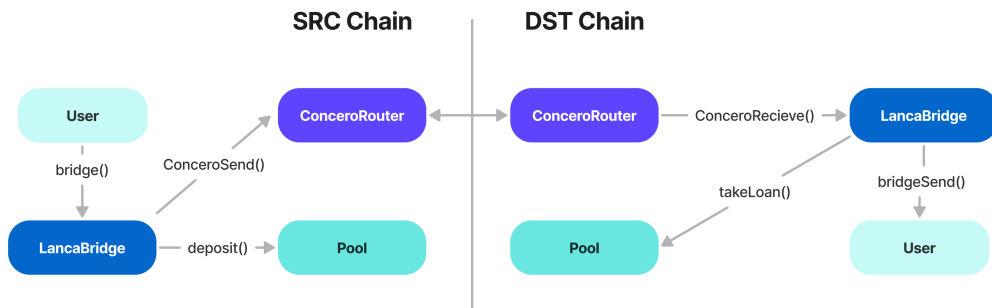 SRC Chain
DST Chain
User
ConceroRouter
ConceroRouter
ConceroRecieve()
LancaBridge
bridge()
ConceroSend()
takeLoan()
bridgeSend()
LancaBridge
deposit()
Pool
Pool
User